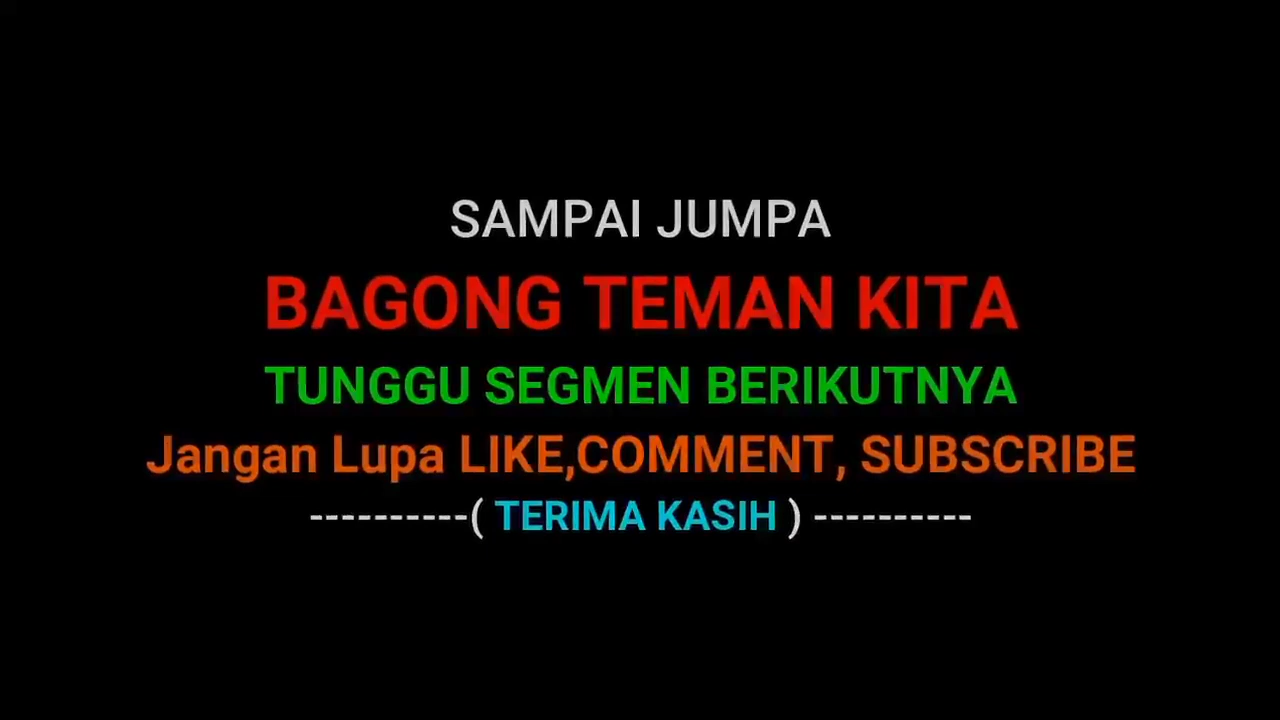 SAMPAI JUMPA
BAGONG TEMAN KITA
TUNGGU SEGMEN BERIKUTNYA
Jangan Lupa LIKE,COMMENT, SUBSCRIBE
----------( TERIMA KASIH ) ----------